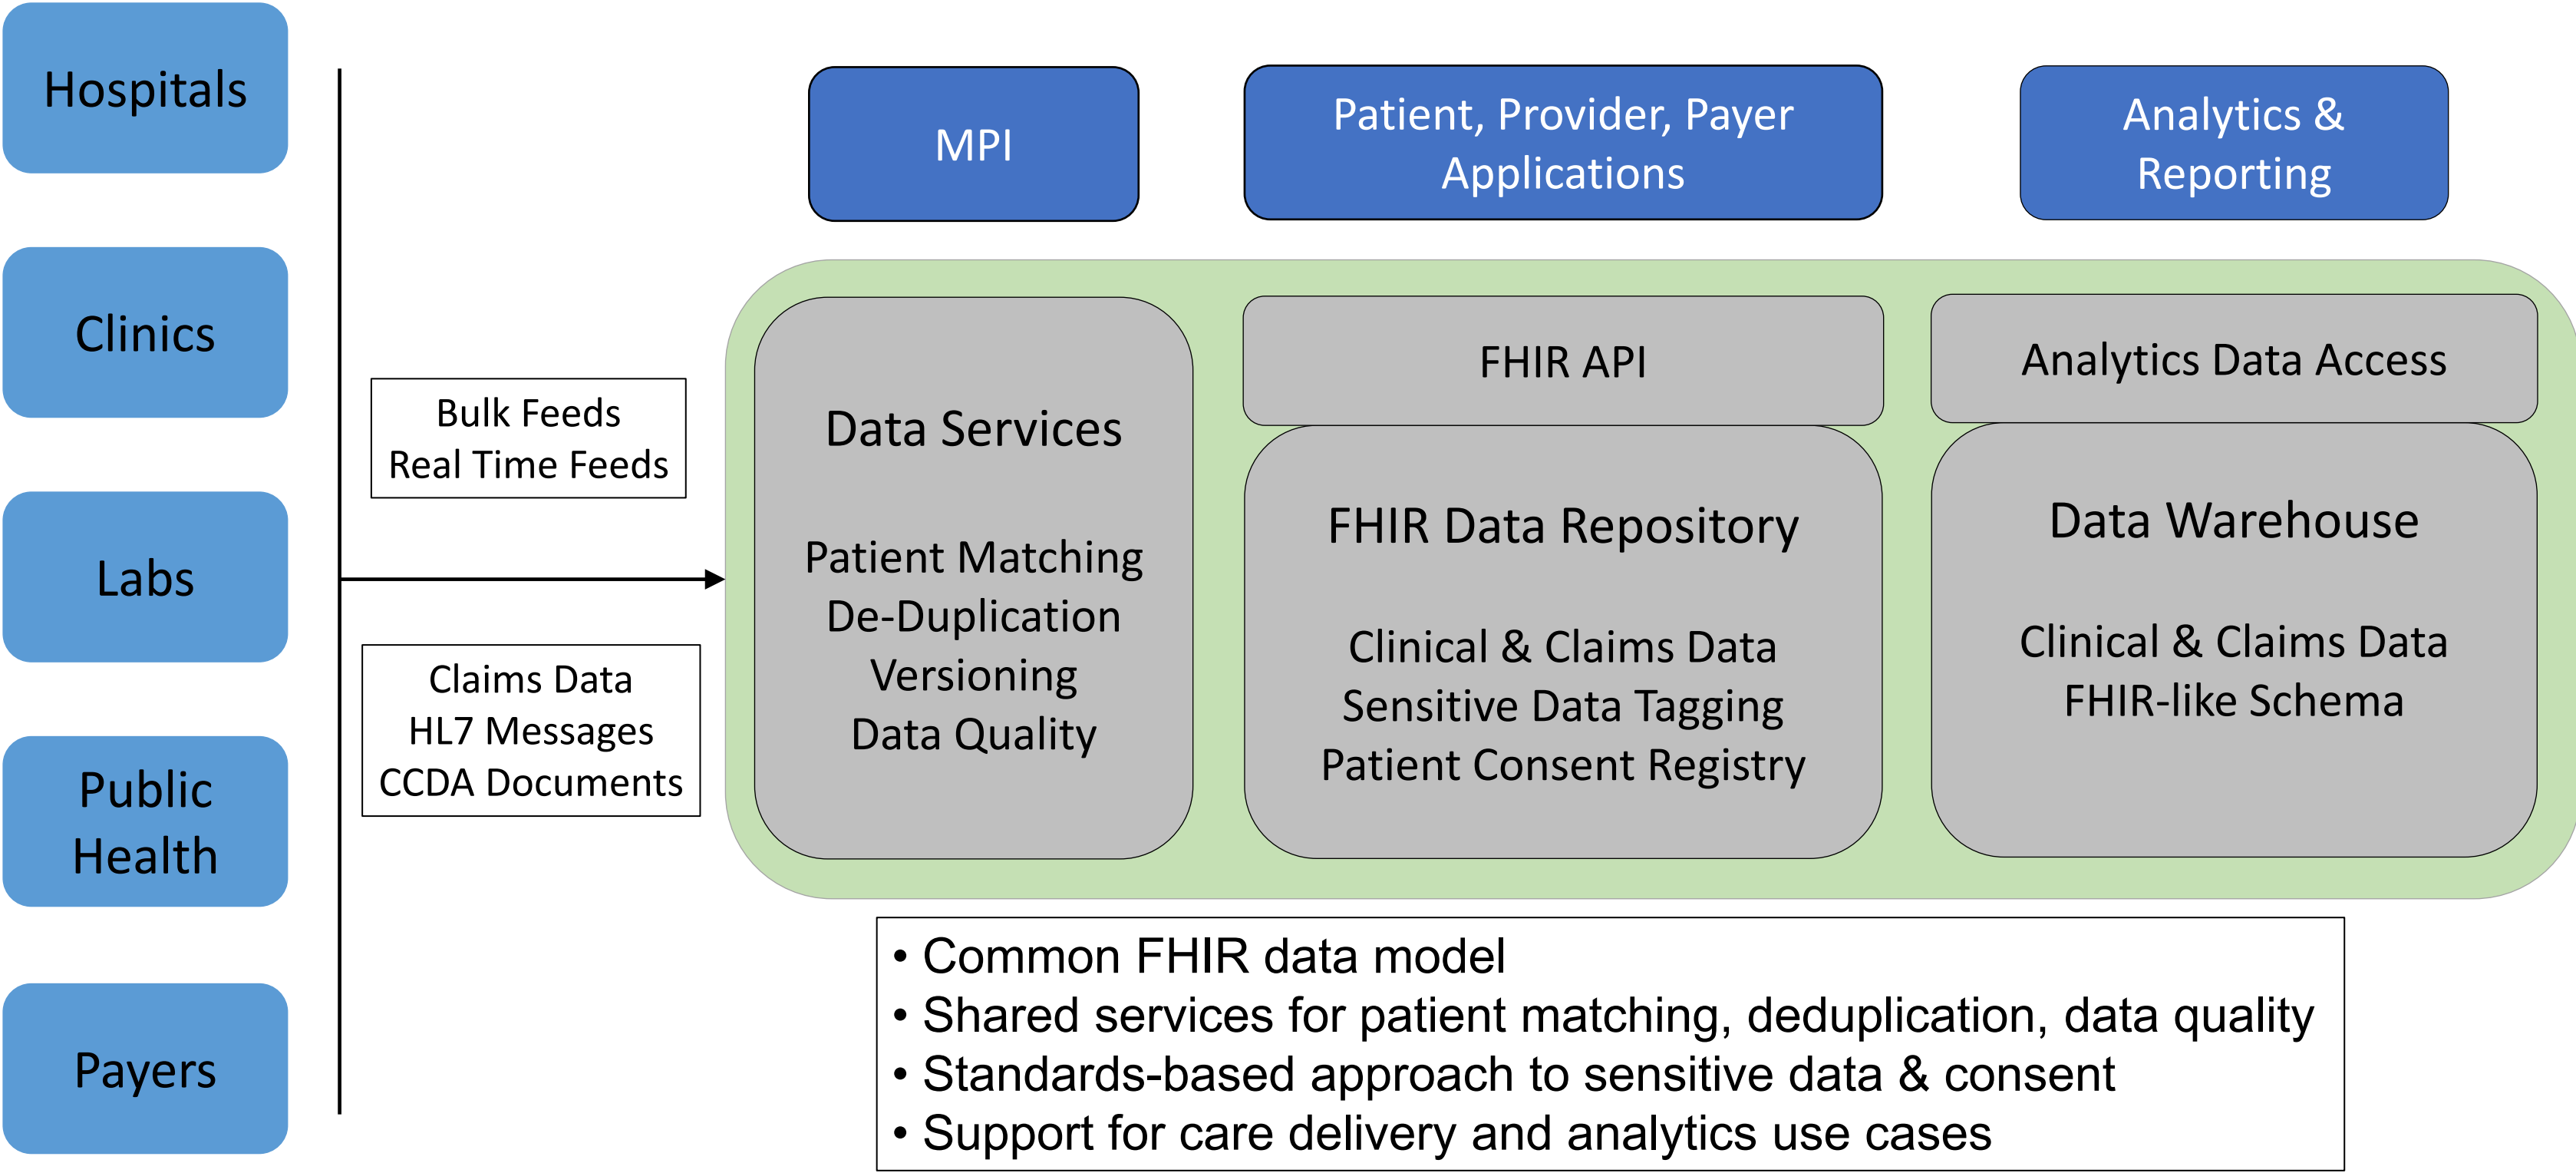 Hospitals
Clinics
Labs
Public
Health
Payers
Bulk Feeds
Real Time Feeds
Claims Data
HL7 Messages
CCDA Documents
MPI
Patient, Provider, Payer
Applications
Analytics &
Reporting
Data Services
Patient Matching
De-Duplication
Versioning
Data Quality
FHIR API
FHIR Data Repository
Clinical & Claims Data
Sensitive Data Tagging
Patient Consent Registry
Analytics Data Access
Data Warehouse
Clinical & Claims Data
FHIR-like Schema
• Common FHIR data model
• Shared services for patient matching, deduplication, data quality
• Standards-based approach to sensitive data & consent
• Support for care delivery and analytics use cases